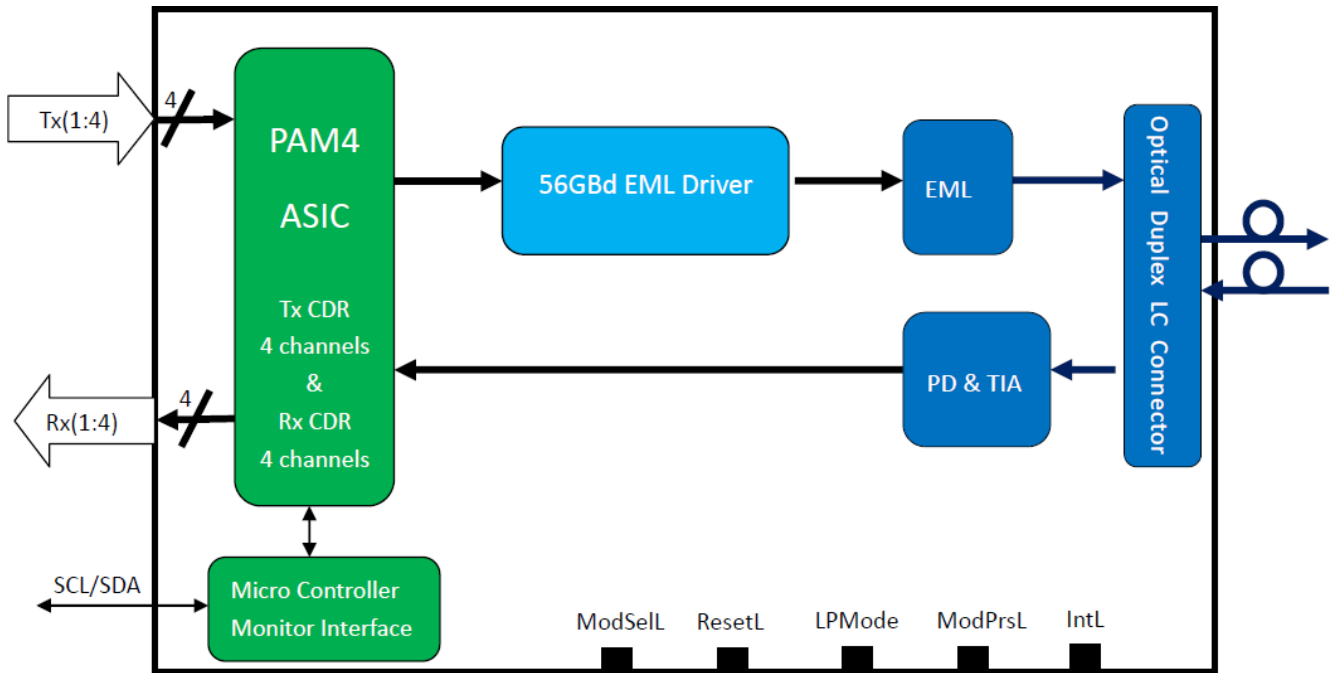 Tx(1:4)
4
PAM4
ASIC
Tx CDR
4 channels
&
Rx CDR
4 channels
56GBd EML Driver
EML
Optical Duplex LC Connector
PD & TIA
Rx(1:4)
4
SCL/SDA
Micro Controller
Monitor Interface
ModSelL
ResetL
LPMode
ModPrsL
IntL